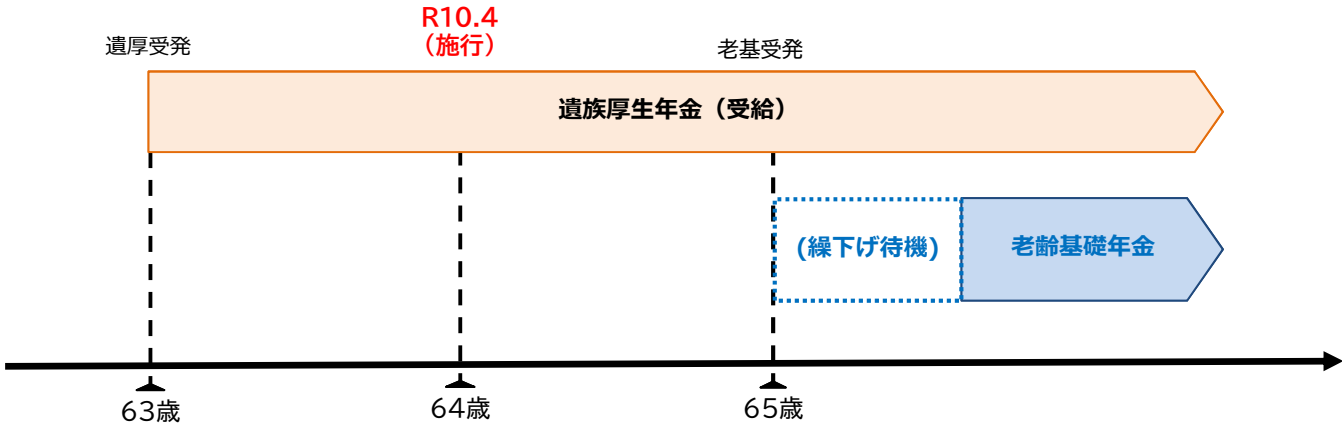 R10.4
（施行）
遺厚受発
老基受発
遺族厚生年金（受給）
(繰下げ待機)
老齢基礎年金
63歳
64歳
65歳